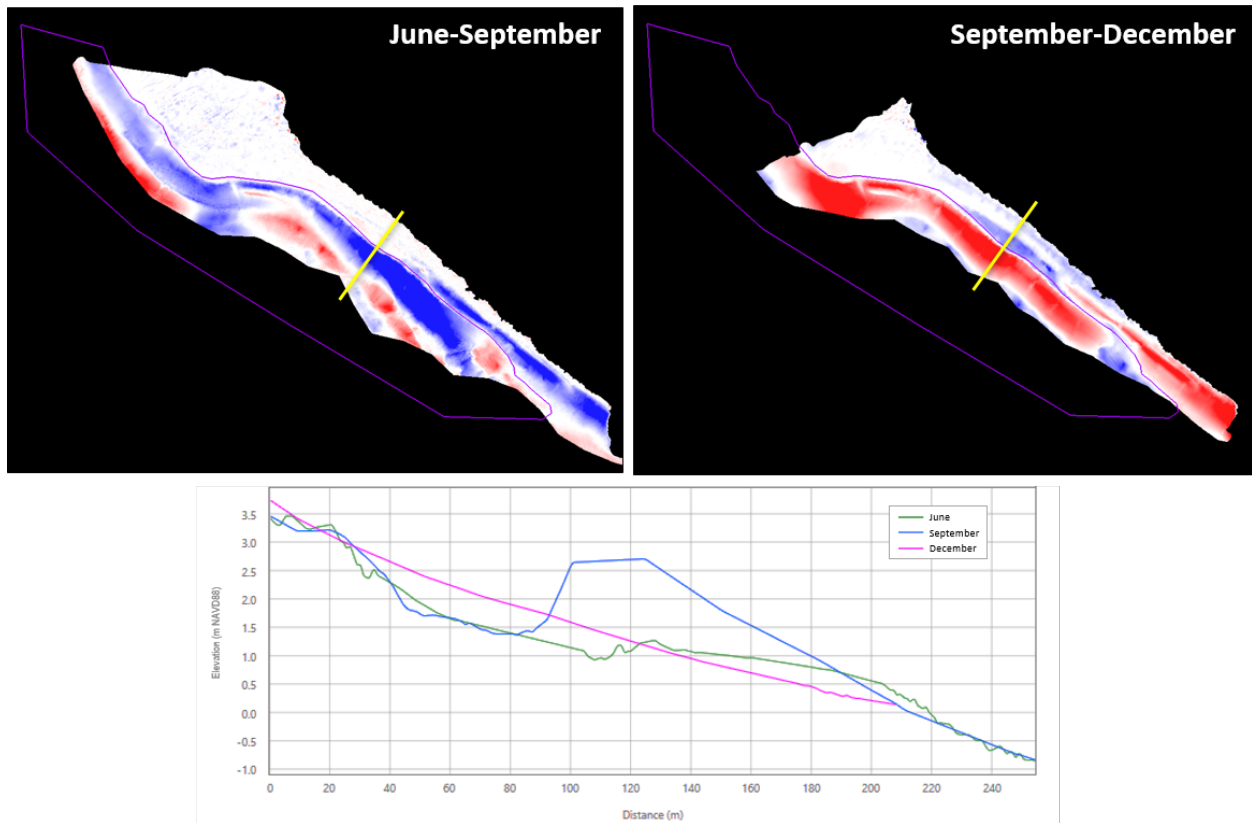 June-September
September-December
3.5
3.0
2.5
2.0
1.5
1.0
0.5
0.0
-0.5
-1.0
Elevation (m NAVD88)
June
September
December
0 20 40 60 80 100 120 140 160 180 200 220 240
Distance (m)